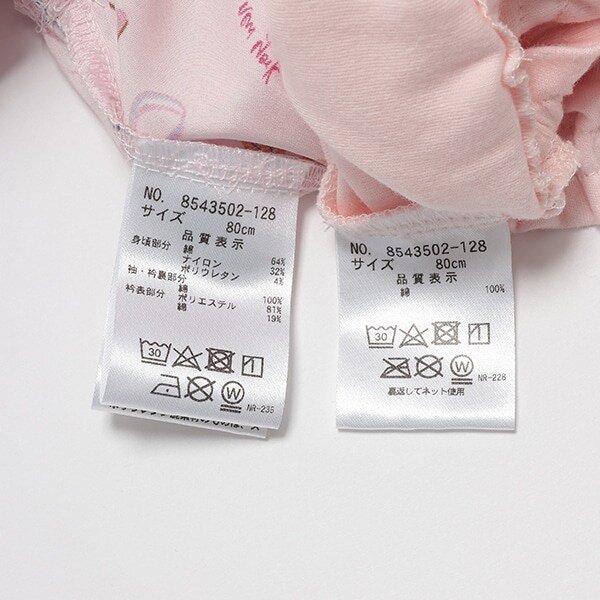 New York
NO. 8543502-128
サイズ
80cm
品質表示
身頃部分
綿 64%
ナイロン 32%
ポリウレタン 4%
袖・衿裏部分
綿 100%
衿表部分
ポリエステル 81%
綿 19%
30
NR-235
NO. 8543502-128
サイズ 80cm
品質表示
綿 100%
30
NR-228
裏返してネット使用